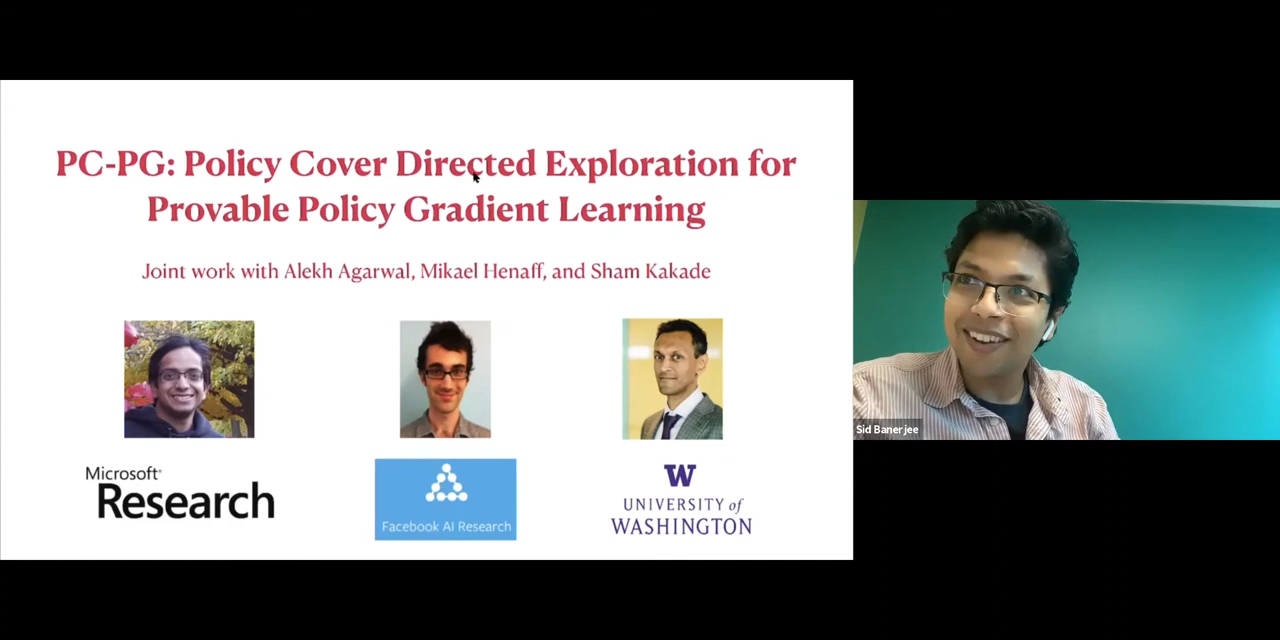 PC-PG: Policy Cover Directed Exploration for
Provable Policy Gradient Learning
Joint work with Alekh Agarwal, Mikael Henaff, and Sham Kakade
Microsoft®
Research
Facebook AI Research
W
UNIVERSITY of
WASHINGTON
Sid Banerjee